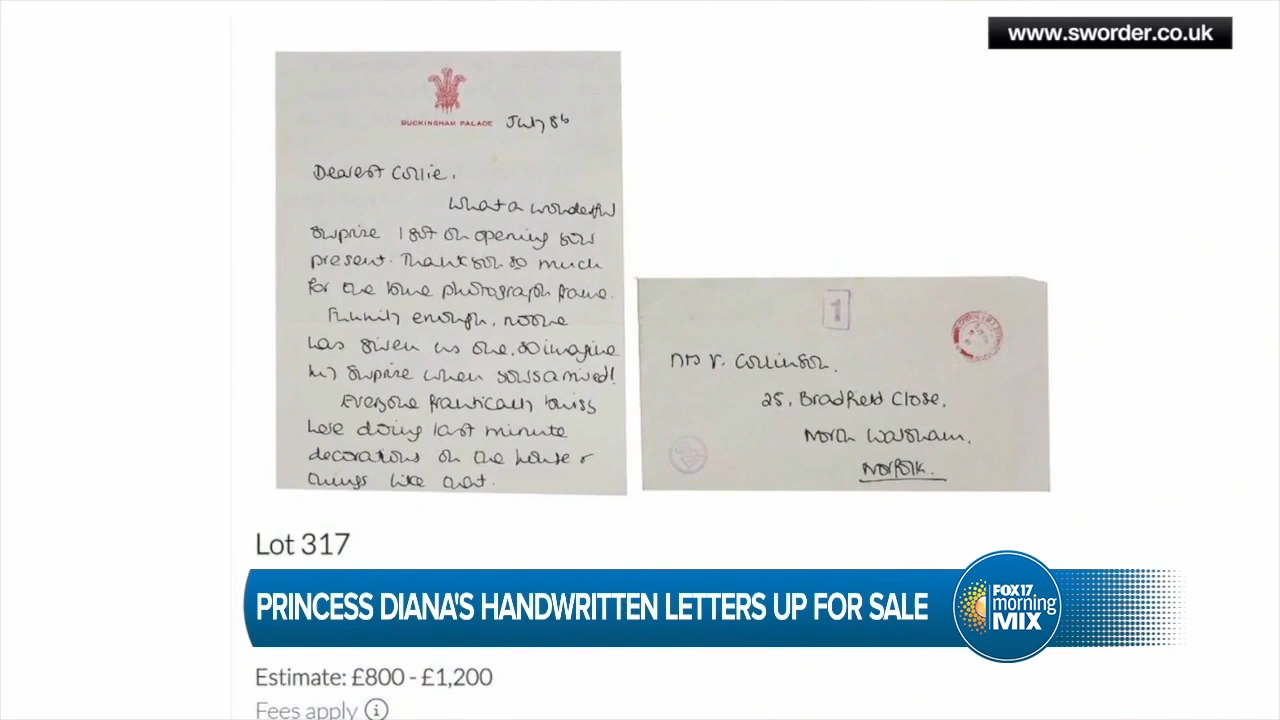 www.sworder.co.uk
BUCKINGHAM PALACE
July 8th
Dearest Collie,
What a wonderful
surprise I got on opening your
present. Thank you so much
for the lovely photograph frame.
Funnily enough, no one
has given us one, so imagine
my surprise when yours arrived!
Everyone frantically busy
here doing last minute
decorations on the house &
things like that.
1
Mrs V. Collinson.
25. Bradfield Close,
North Walsham,
Norfolk.
Lot 317
PRINCESS DIANA'S HANDWRITTEN LETTERS UP FOR SALE
FOX17
morning
MIX
Estimate: £800 - £1,200
Fees apply